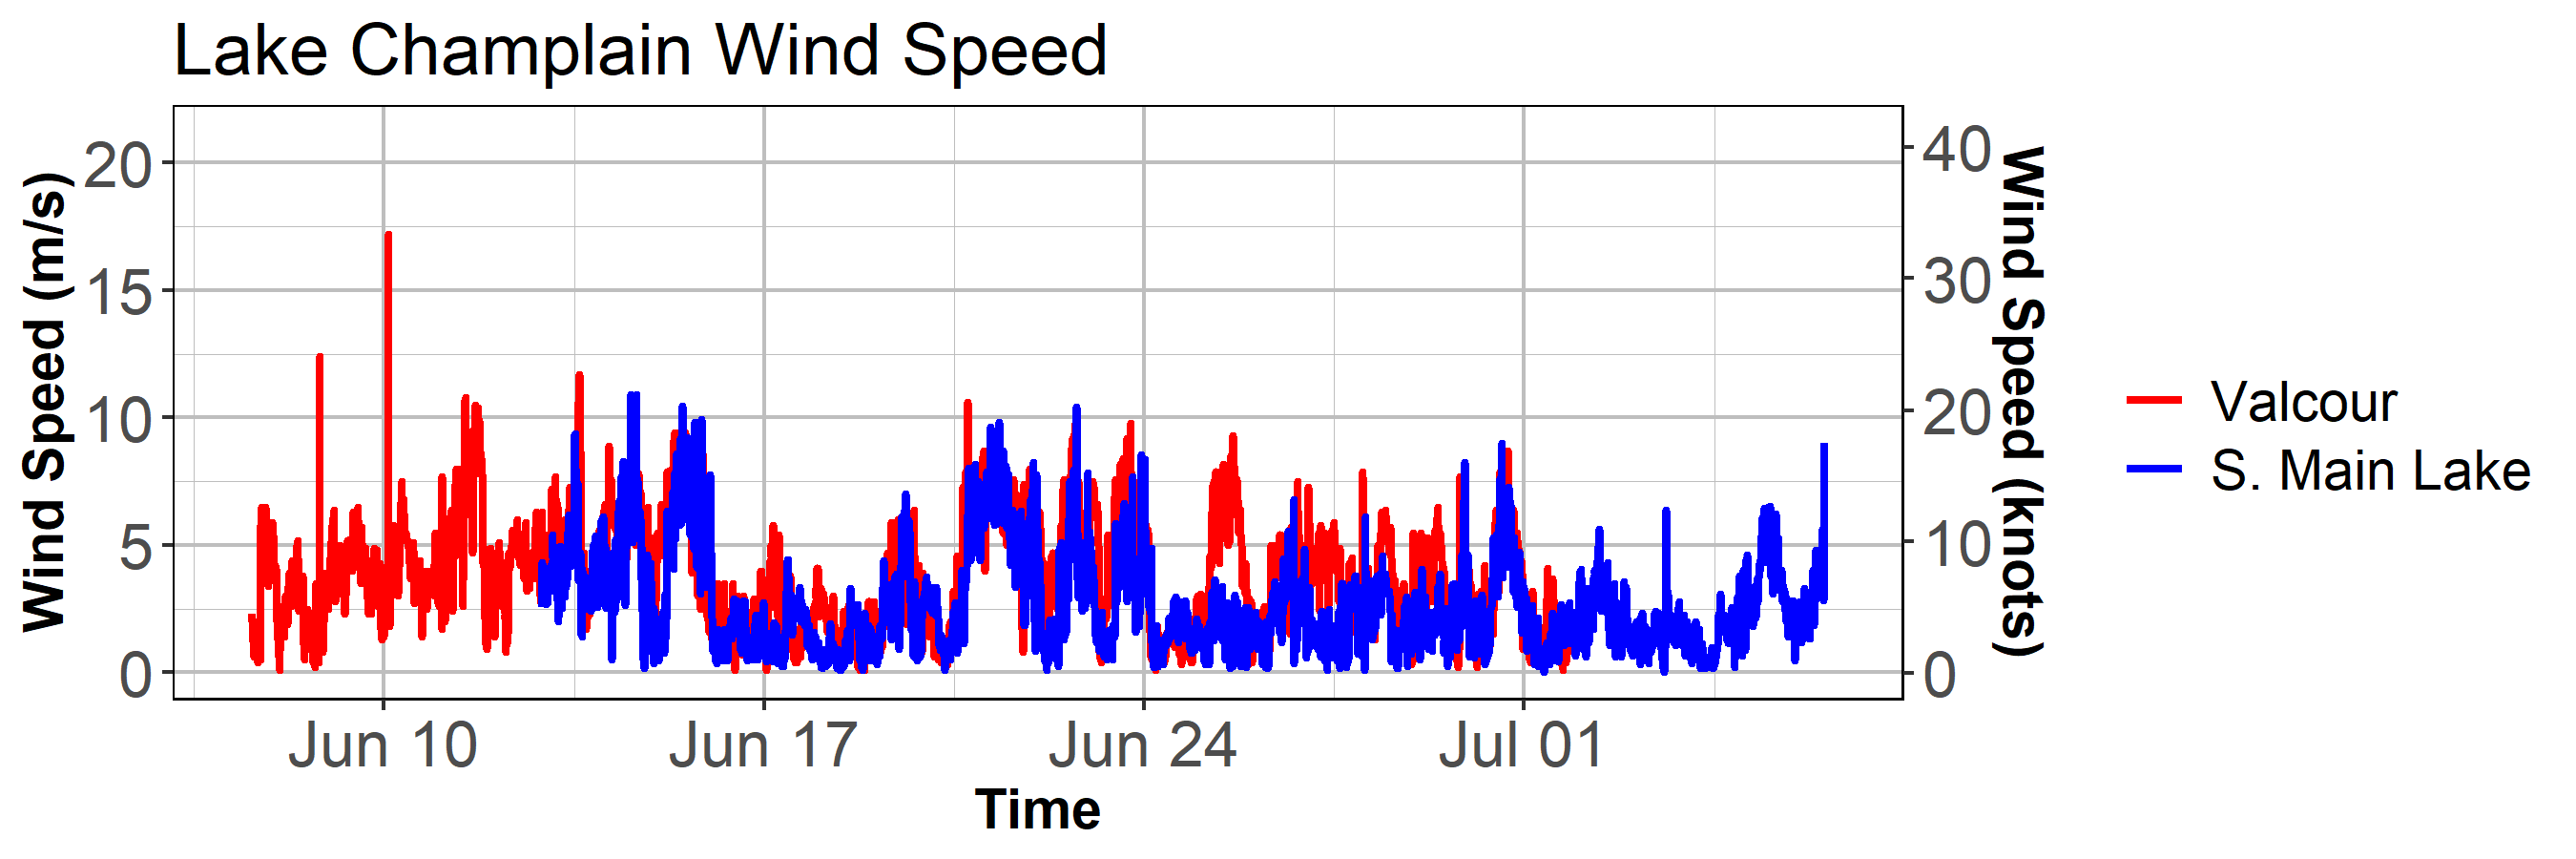 Lake Champlain Wind Speed
Wind Speed (m/s)
20
15
10
5
0
40
30
20
10
0
Wind Speed (knots)
Jun 10
Jun 17
Jun 24
Jul 01
Time
Valcour
S. Main Lake